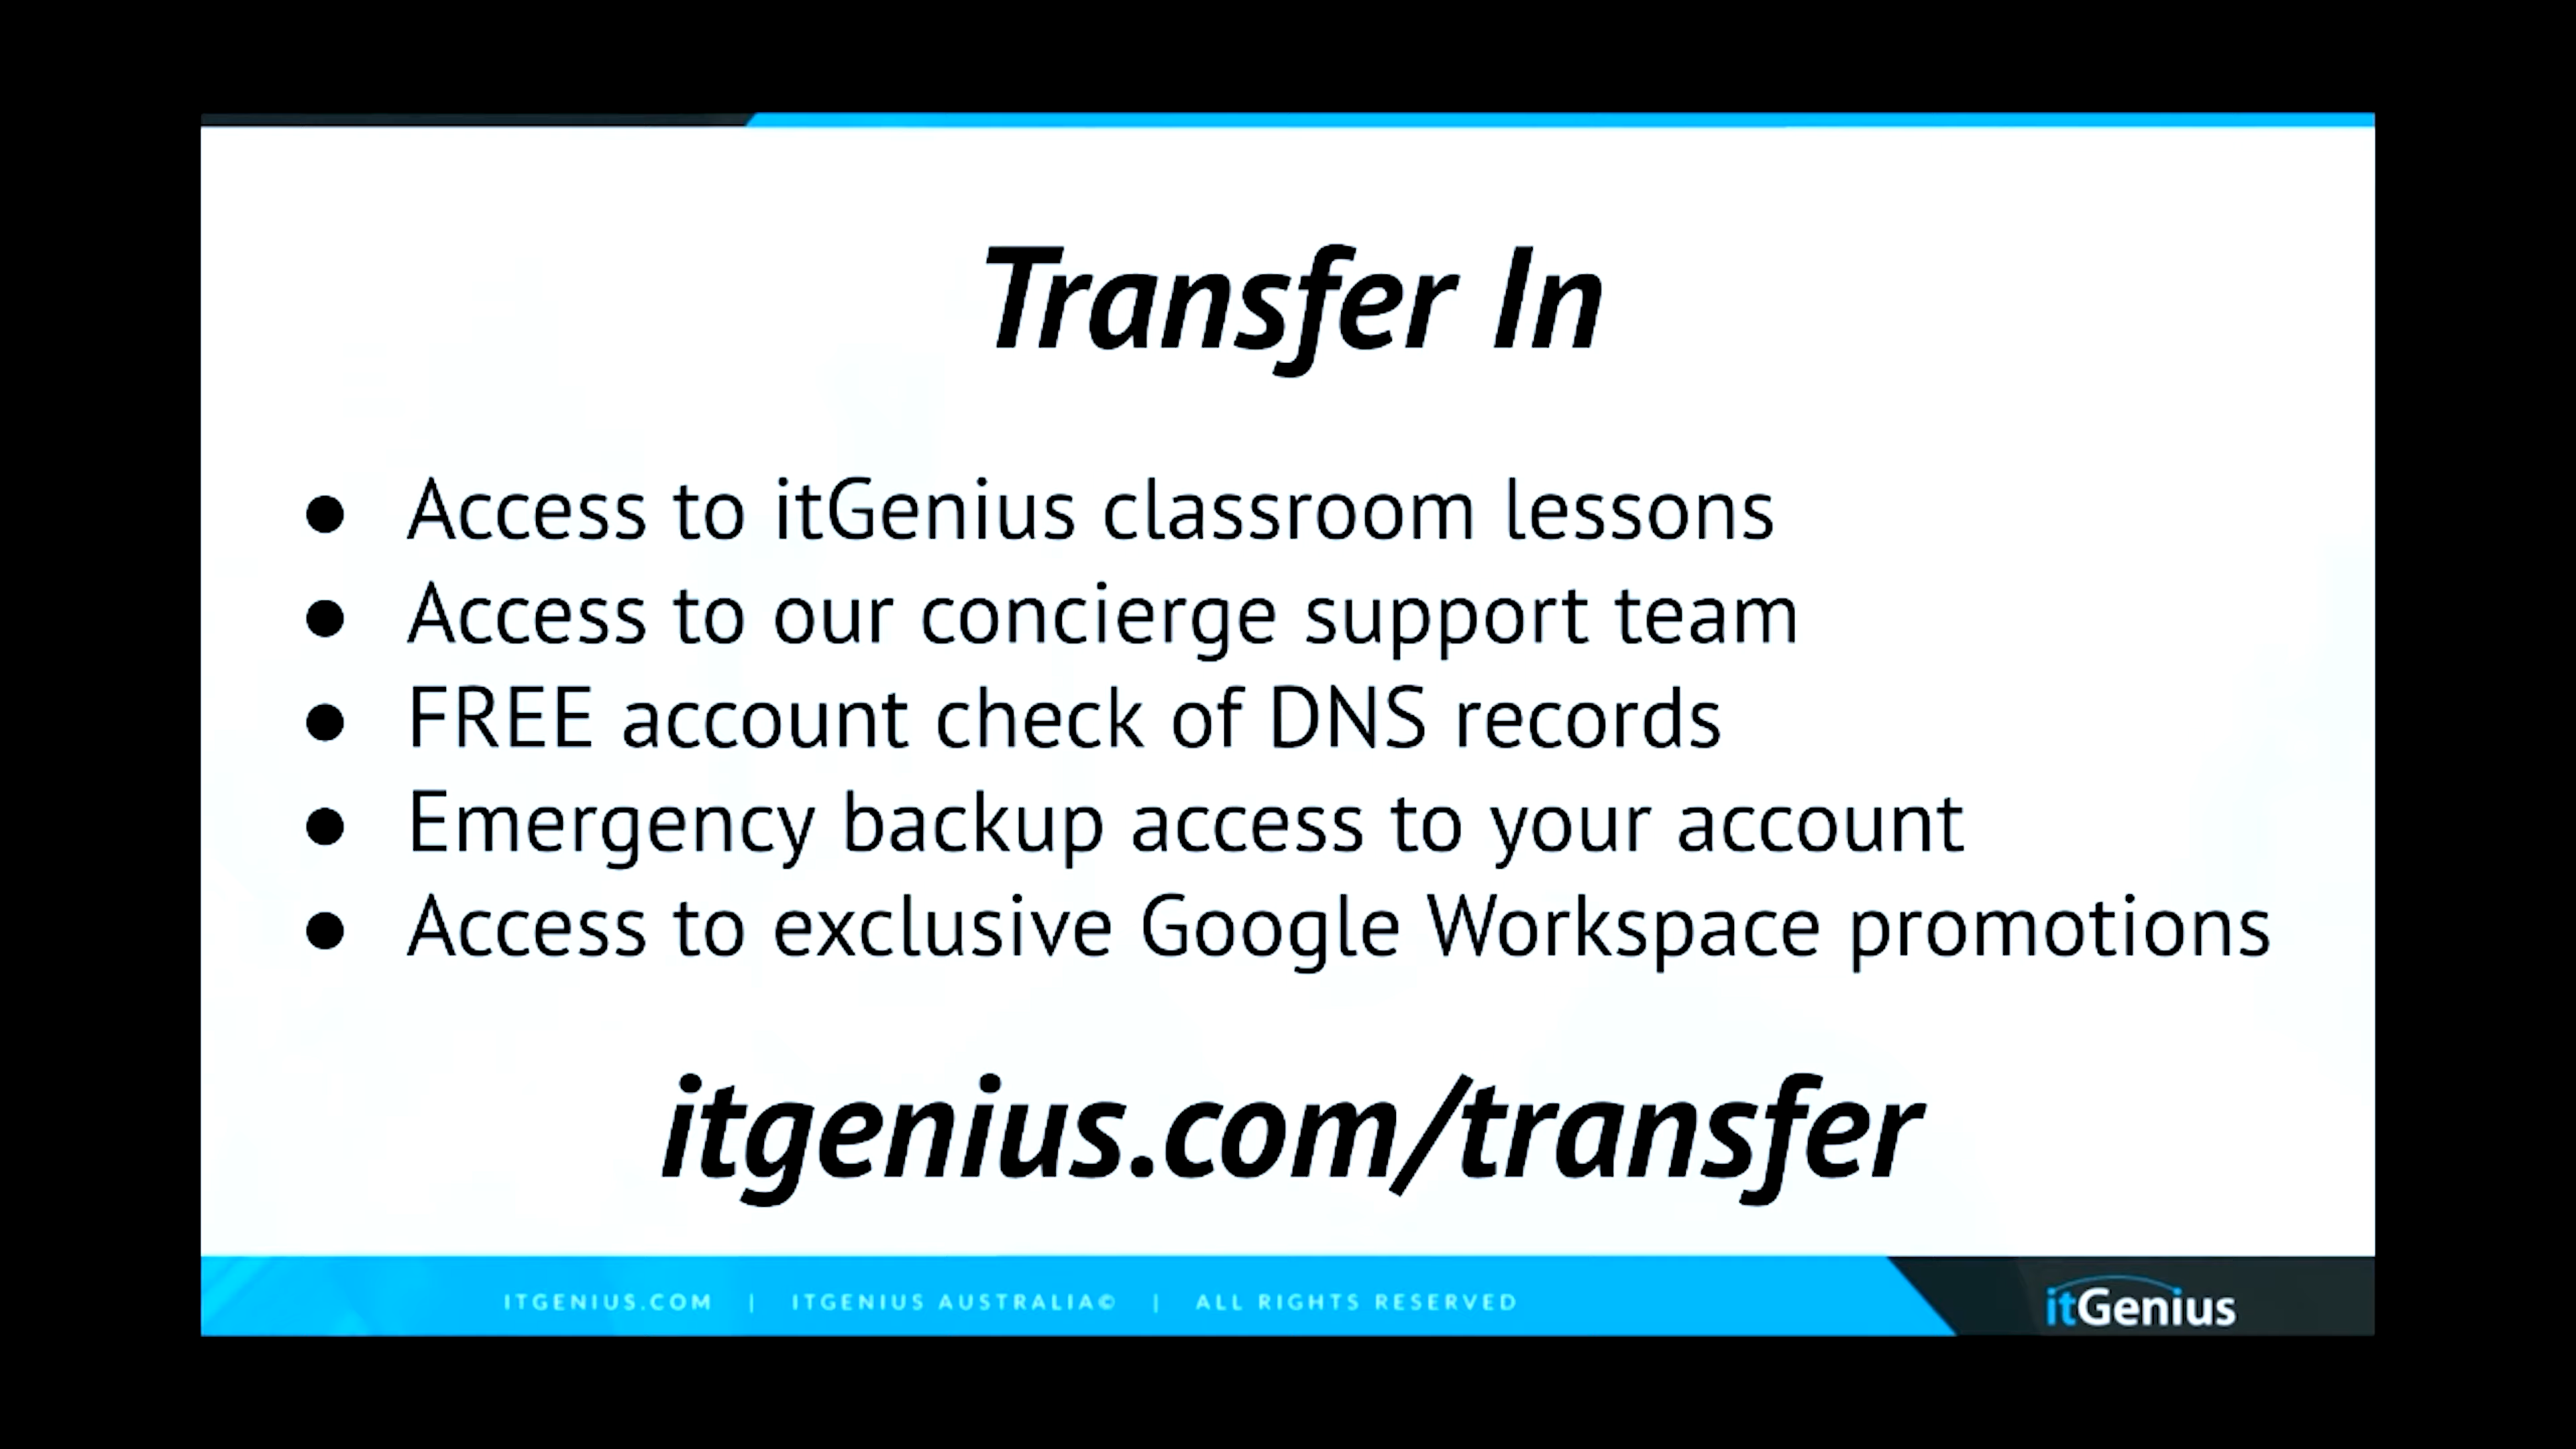 Transfer In
● Access to itGenius classroom lessons
● Access to our concierge support team
● FREE account check of DNS records
● Emergency backup access to your account
● Access to exclusive Google Workspace promotions
itgenius.com/transfer
ITGENIUS.COM | ITGENIUS AUSTRALIA© | ALL RIGHTS RESERVED
itGenius